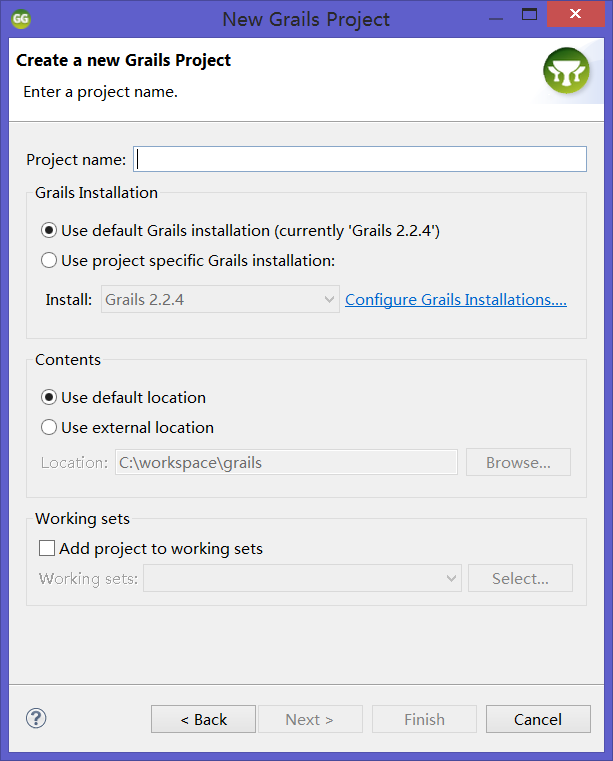 GG
New Grails Project
Create a new Grails Project
Enter a project name.
Project name:
Grails Installation
Use default Grails installation (currently 'Grails 2.2.4')
Use project specific Grails installation:
Install: Grails 2.2.4 Configure Grails Installations....
Contents
Use default location
Use external location
Location: C:\workspace\grails Browse...
Working sets
Add project to working sets
Working sets: Select...
? < Back Next > Finish Cancel